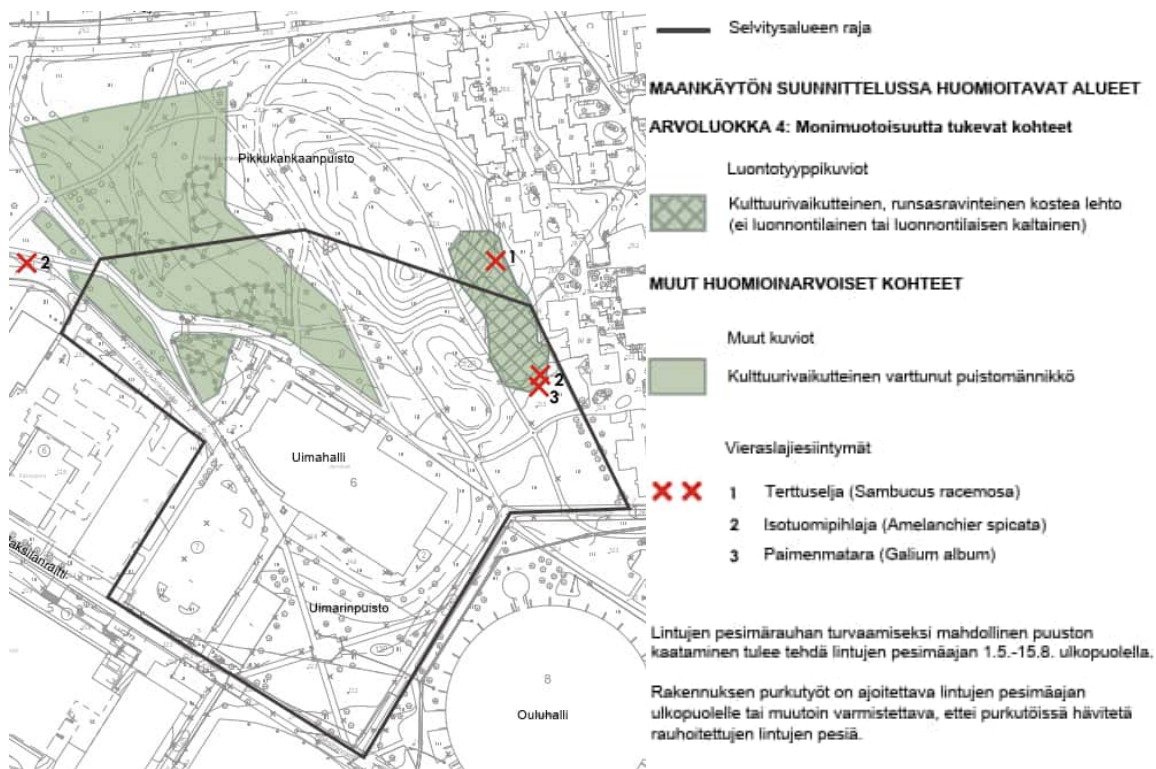 Pikkukankaanpuisto
2
1
2
3
Uimahalli
6
Uimarinpuisto
8
Ouluhalli
Selvitysalueen raja
MAANKÄYTÖN SUUNNITTELUSSA HUOMIOITAVAT ALUEET
ARVOLUOKKA 4: Monimuotoisuutta tukevat kohteet
Luontotyyppikuviot
Kulttuurivaikutteinen, runsasravinteinen kostea lehto
(ei luonnontilainen tai luonnontilaisen kaltainen)
MUUT HUOMIOINARVOISET KOHTEET
Muut kuviot
Kulttuurivaikutteinen varttunut puistomännikkö
Vieraslajiesiintymät
1 Terttuselja (Sambucus racemosa)
2 Isotuomipihlaja (Amelanchier spicata)
3 Paimenmatara (Galium album)
Lintujen pesimärauhan turvaamiseksi mahdollinen puuston
kaataminen tulee tehdä lintujen pesimäajan 1.5.-15.8. ulkopuolella.
Rakennuksen purkutyöt on ajoitettava lintujen pesimäajan
ulkopuolelle tai muutoin varmistettava, ettei purkutöissä hävitetä
rauhoitettujen lintujen pesiä.